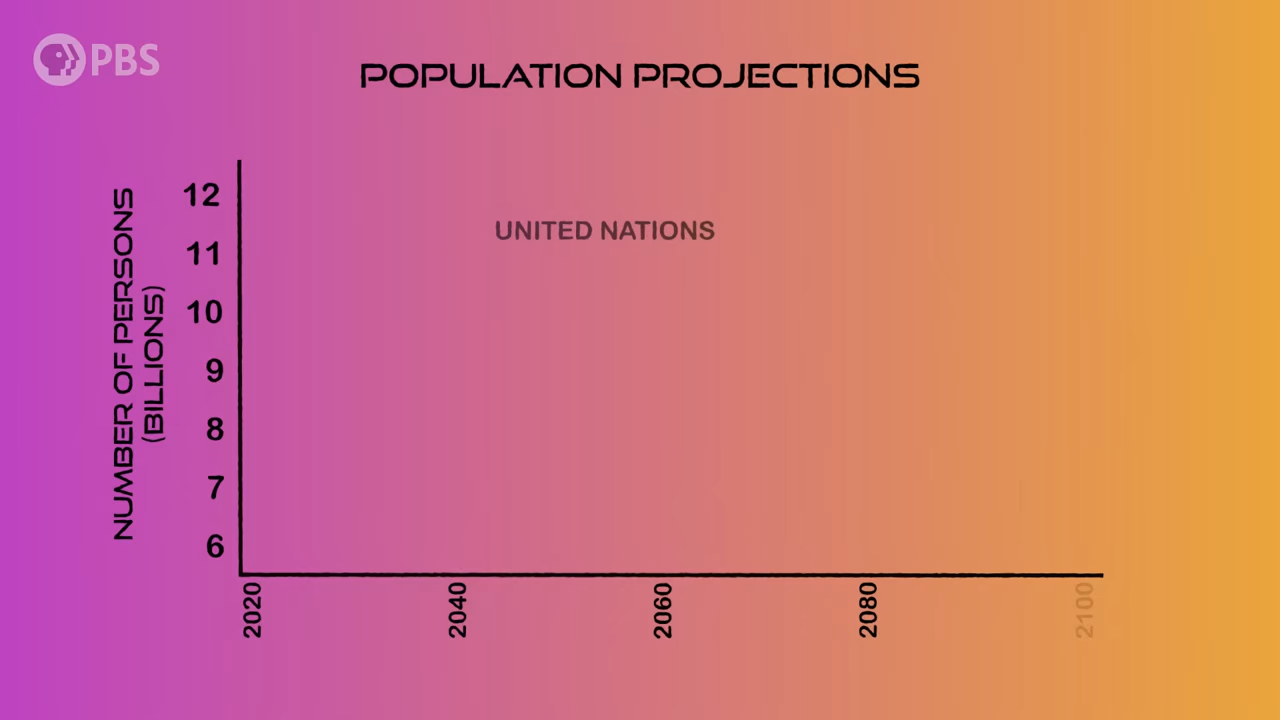 PBS
POPULATION PROJECTIONS
NUMBER OF PERSONS
(BILLIONS)
12
11
10
9
8
7
6
UNITED NATIONS
2020
2040
2060
2080
2100